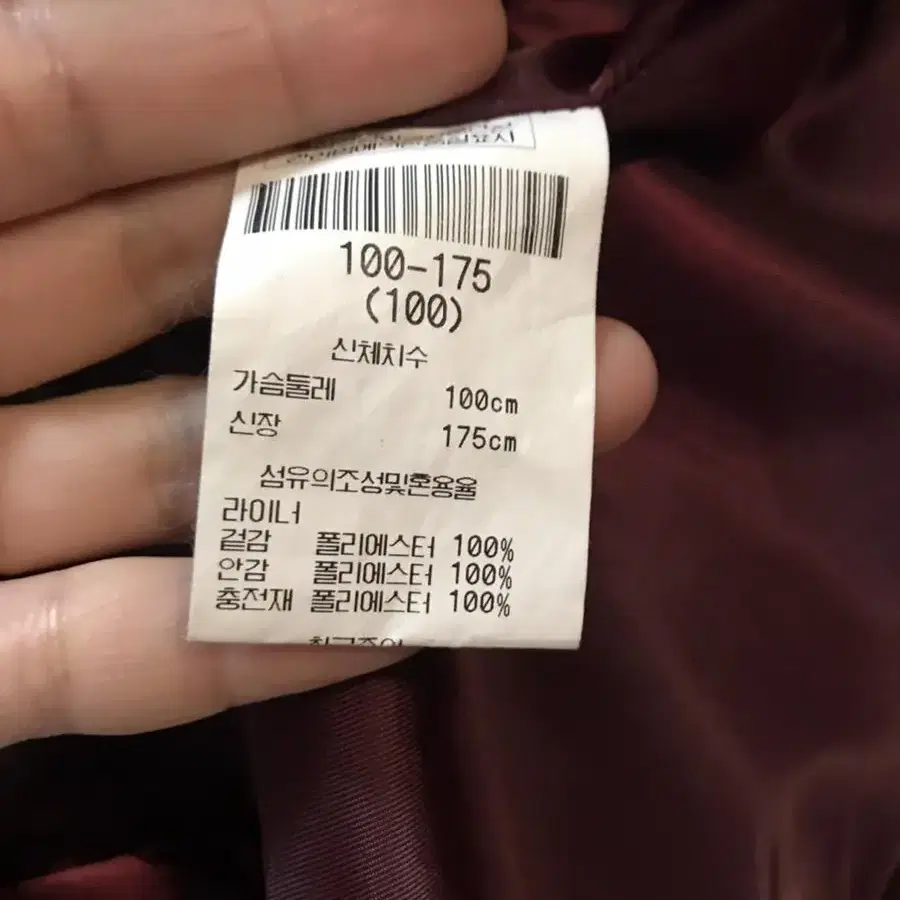 100-175
(100)
신체치수
가슴둘레 100cm
신장 175cm
섬유의조성및혼용율
라이너
겉감 폴리에스터 100%
안감 폴리에스터 100%
충전재 폴리에스터 100%